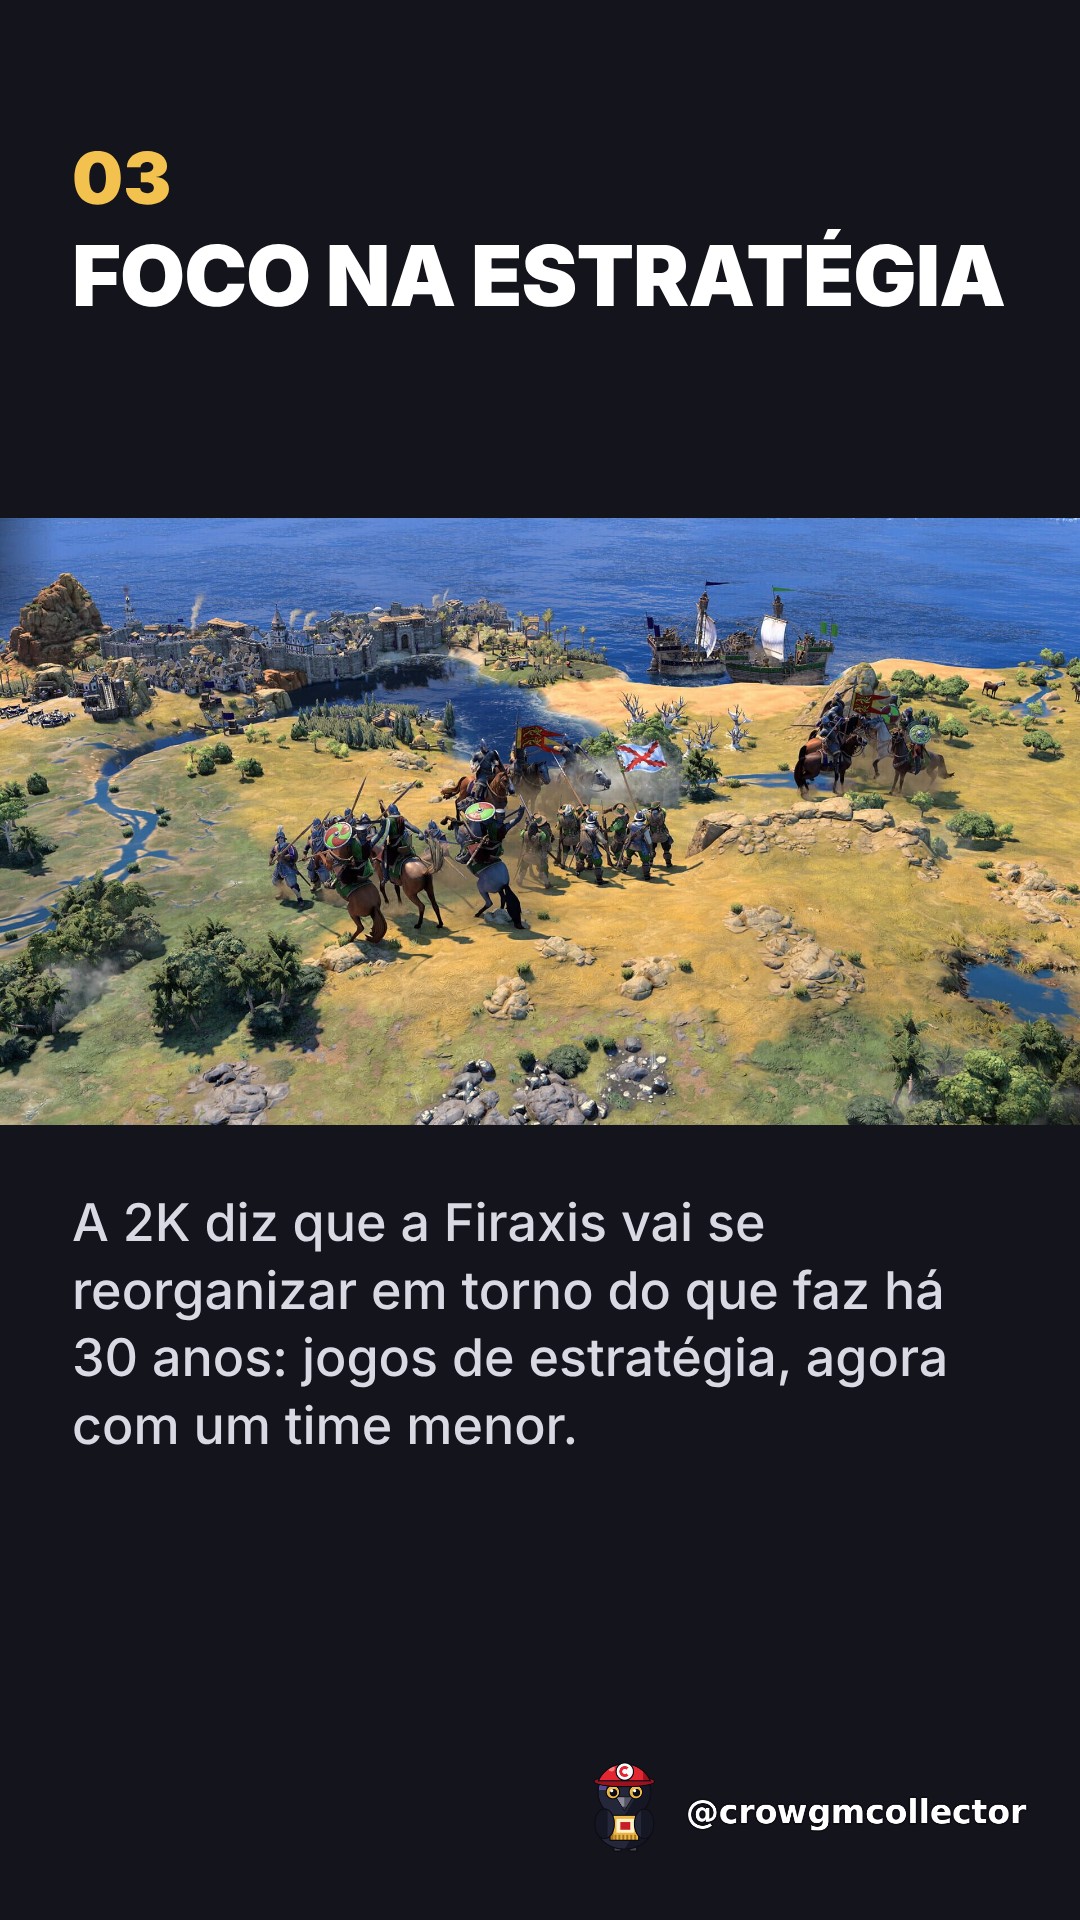 03
FOCO NA ESTRATÉGIA
A 2K diz que a Firaxis vai se
reorganizar em torno do que faz há
30 anos: jogos de estratégia, agora
com um time menor.
C
@crowgmcollector